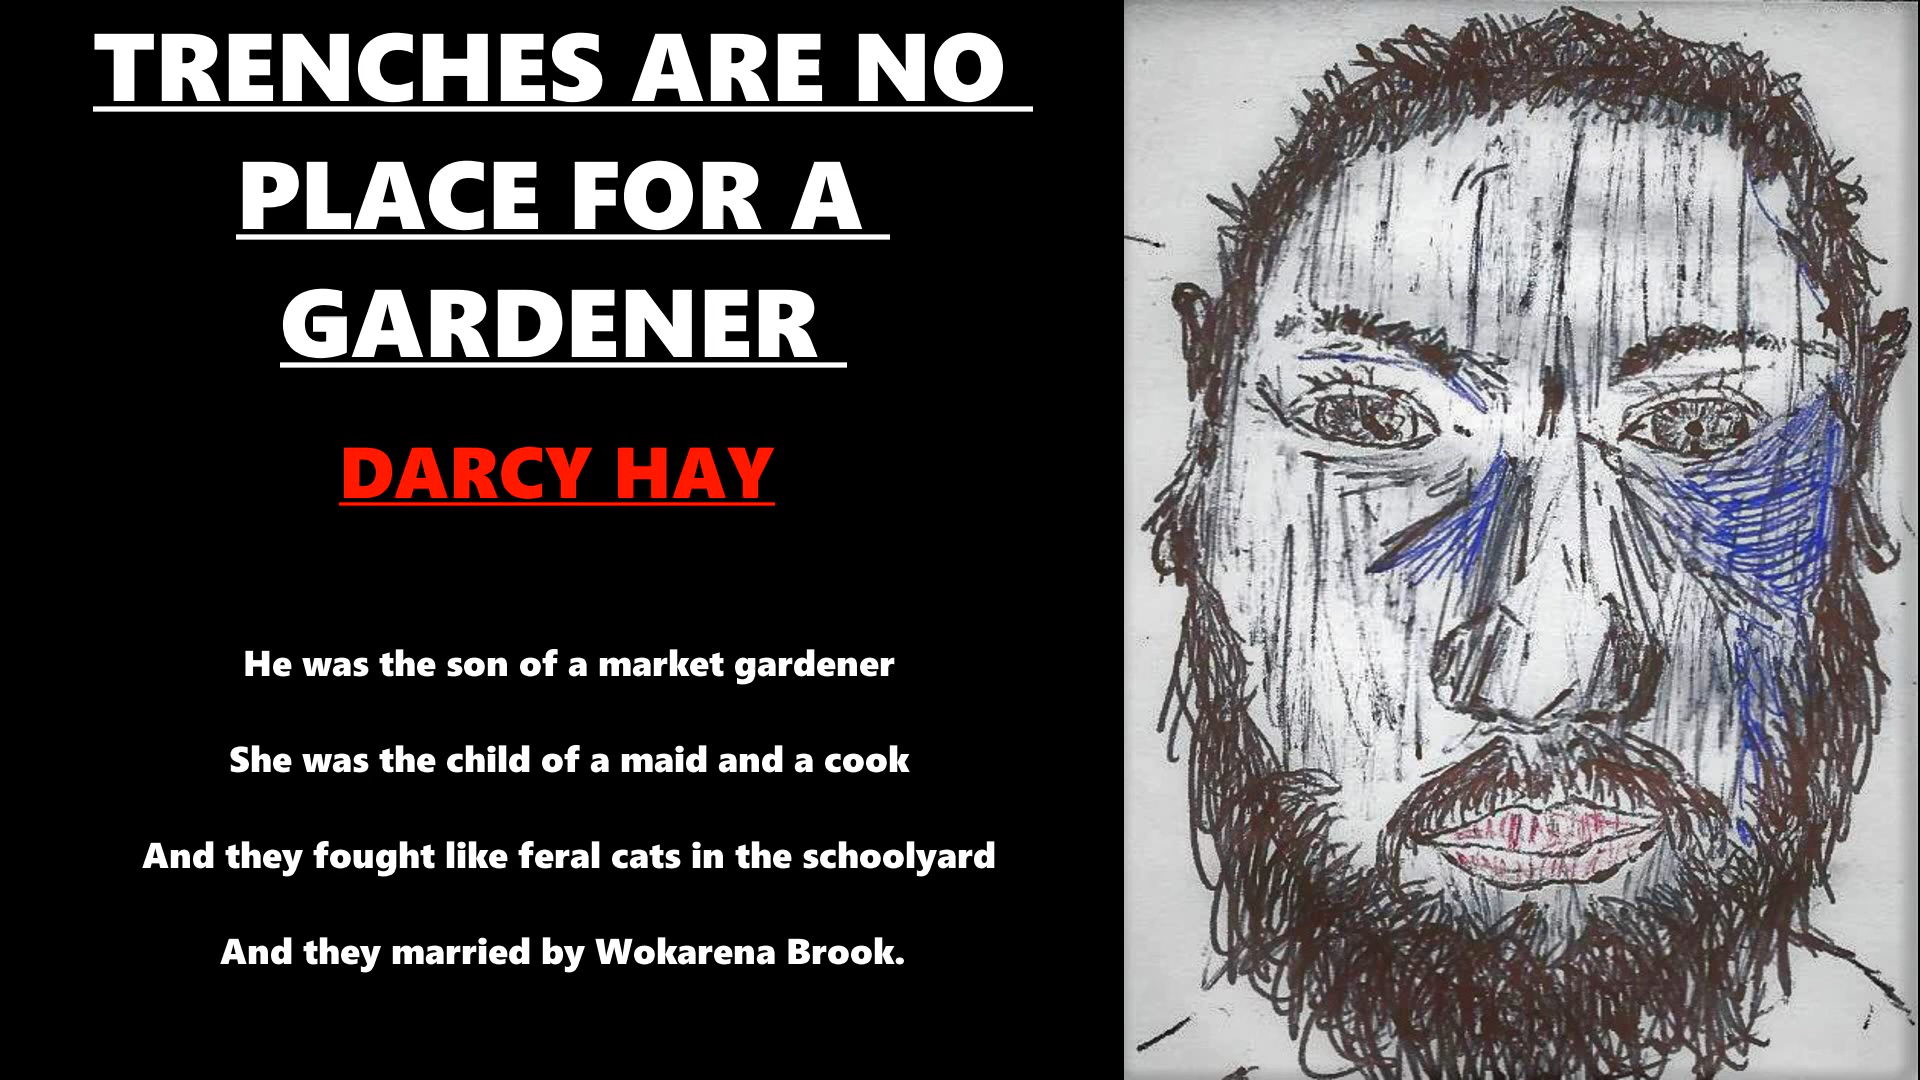 TRENCHES ARE NO
PLACE FOR A
GARDENER
DARCY HAY
He was the son of a market gardener
She was the child of a maid and a cook
And they fought like feral cats in the schoolyard
And they married by Wokarena Brook.